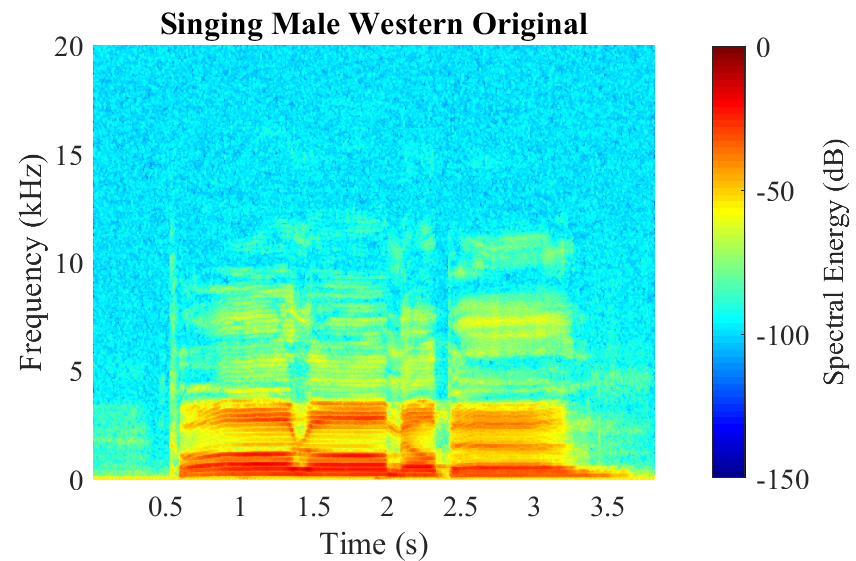 Singing Male Western Original
20
15
10
5
0
Frequency (kHz)
0.5 1 1.5 2 2.5 3 3.5
Time (s)
0
-50
-100
-150
Spectral Energy (dB)